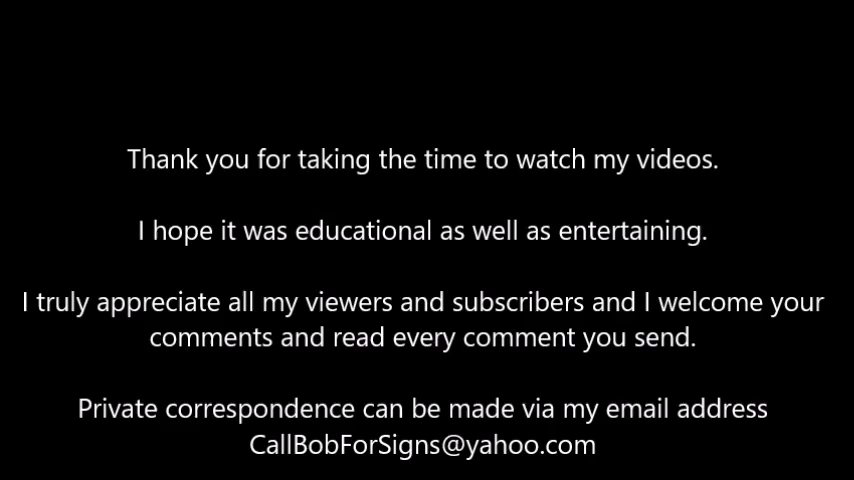 Thank you for taking the time to watch my videos.
I hope it was educational as well as entertaining.
I truly appreciate all my viewers and subscribers and I welcome your
comments and read every comment you send.
Private correspondence can be made via my email address
CallBobForSigns@yahoo.com